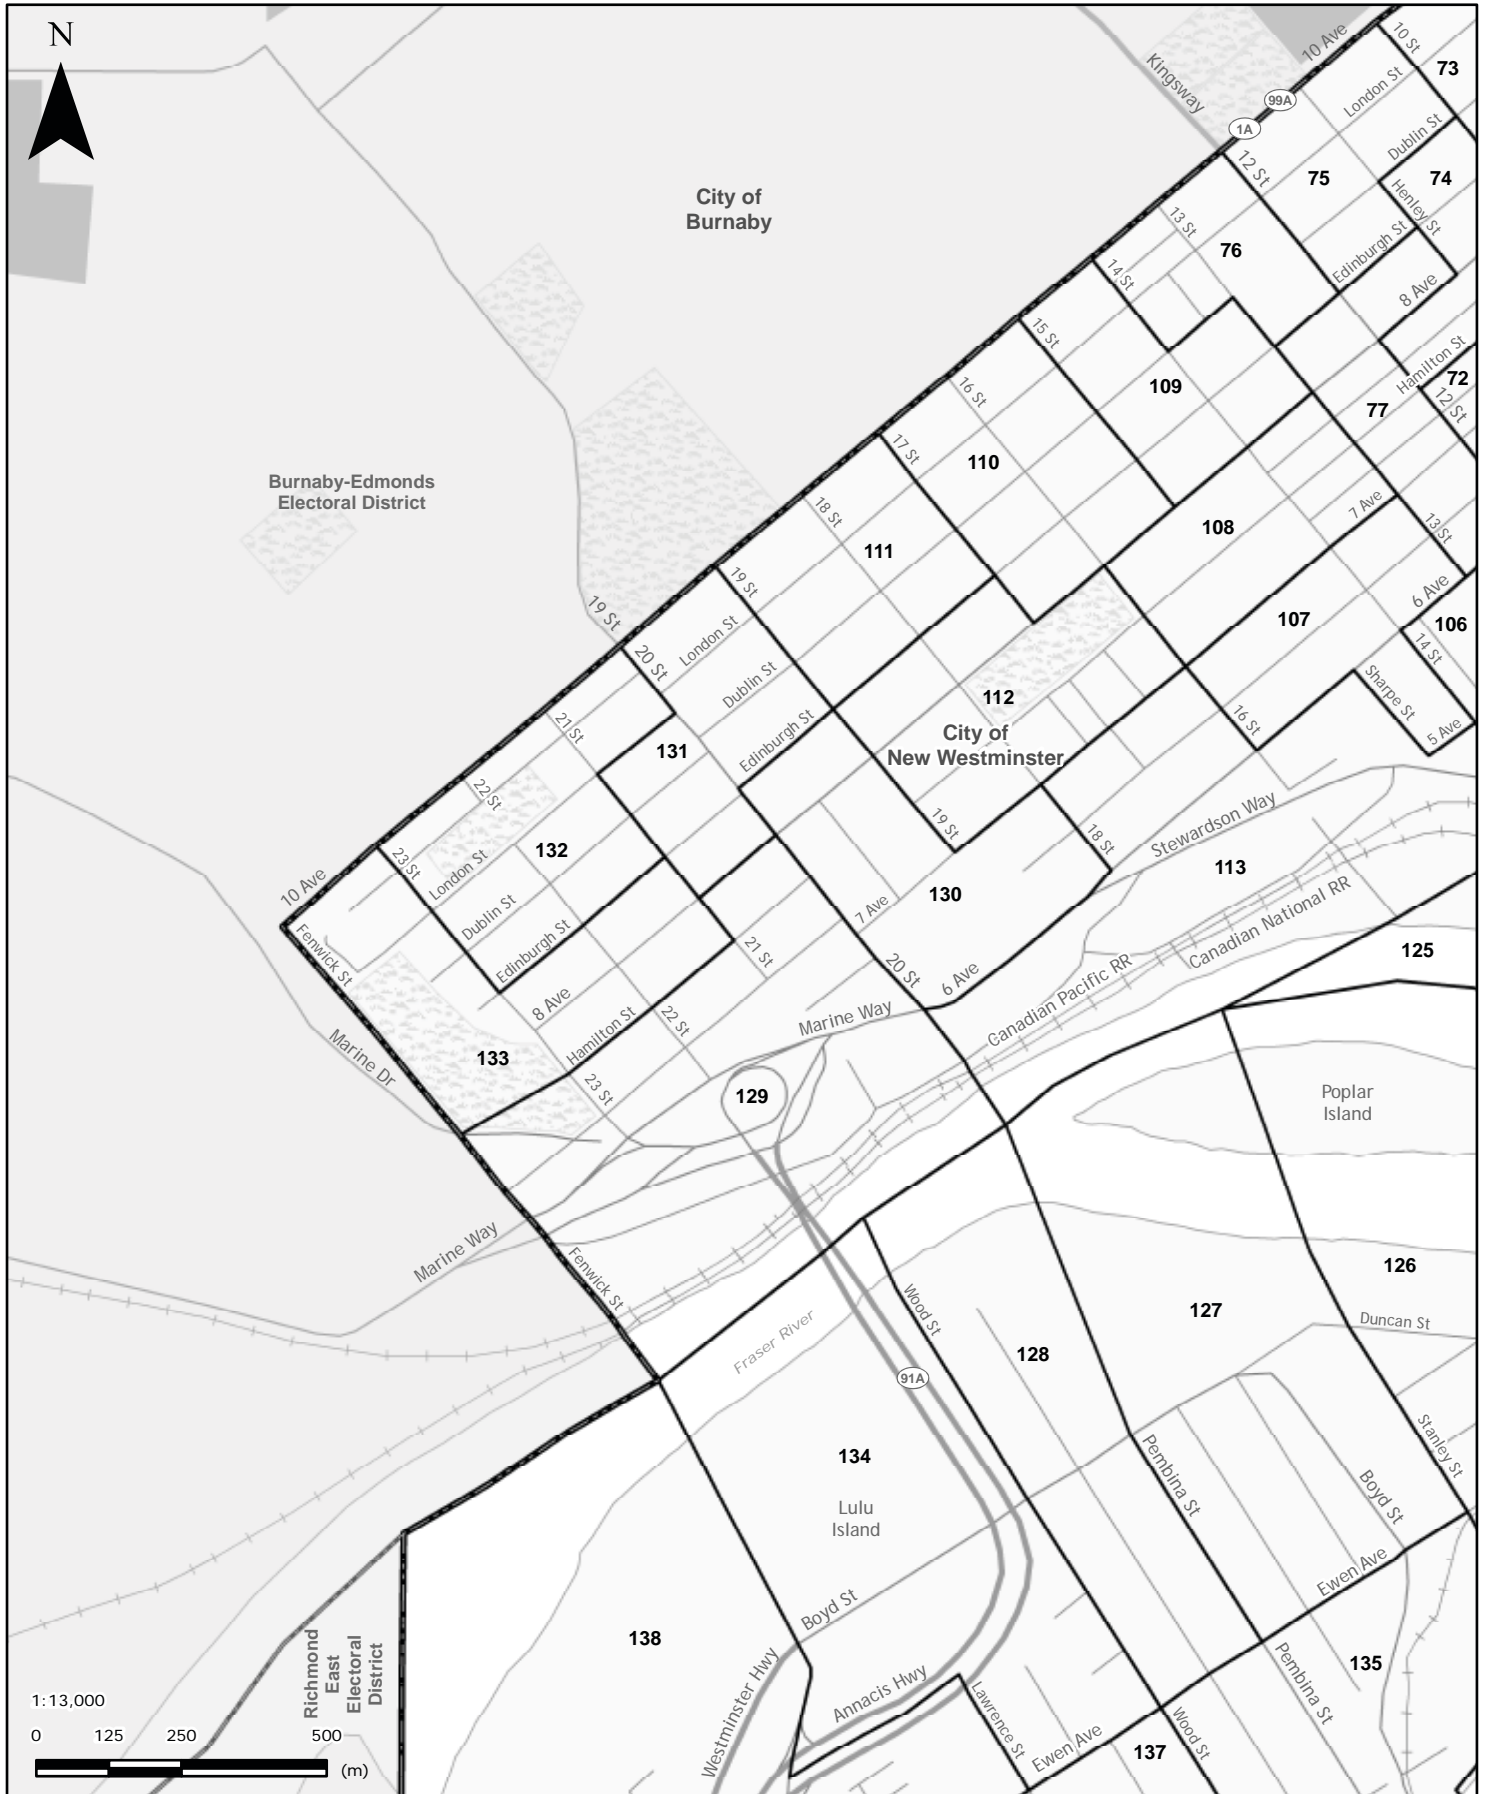 N
10 Ave
10 St
73
Kingsway
London St
99A
1A
Dublin St
12 St
75
74
Henley St
City of
Burnaby
13 St
76
Edinburgh St
14 St
8 Ave
15 St
Hamilton St
72
16 St
109
12 St
77
17 St
110
Burnaby-Edmonds
Electoral District
18 St
7 Ave
108
13 St
111
19 St
6 Ave
19 St
London St
107
106
20 St
14 St
Dublin St
Sharpe St
112
21 St
16 St
131
Edinburgh St
City of
New Westminster
5 Ave
22 St
19 St
18 St
Stewardson Way
132
23 St
London St
113
10 Ave
130
Dublin St
7 Ave
Canadian National RR
Fenwick St
Edinburgh St
21 St
125
20 St
6 Ave
8 Ave
Canadian Pacific RR
22 St
Marine Way
Hamilton St
Marine Dr
133
23 St
129
Poplar
Island
Marine Way
Fenwick St
126
Wood St
127
Fraser River
Duncan St
128
91A
Stanley St
134
Pembina St
Lulu
Island
Boyd St
Ewen Ave
Boyd St
138
Richmond
East
Electoral
District
135
Westminster Hwy
Annacis Hwy
Pembina St
Lawrence St
Wood St
Ewen Ave
137
1:13,000
0 125 250 500
(m)